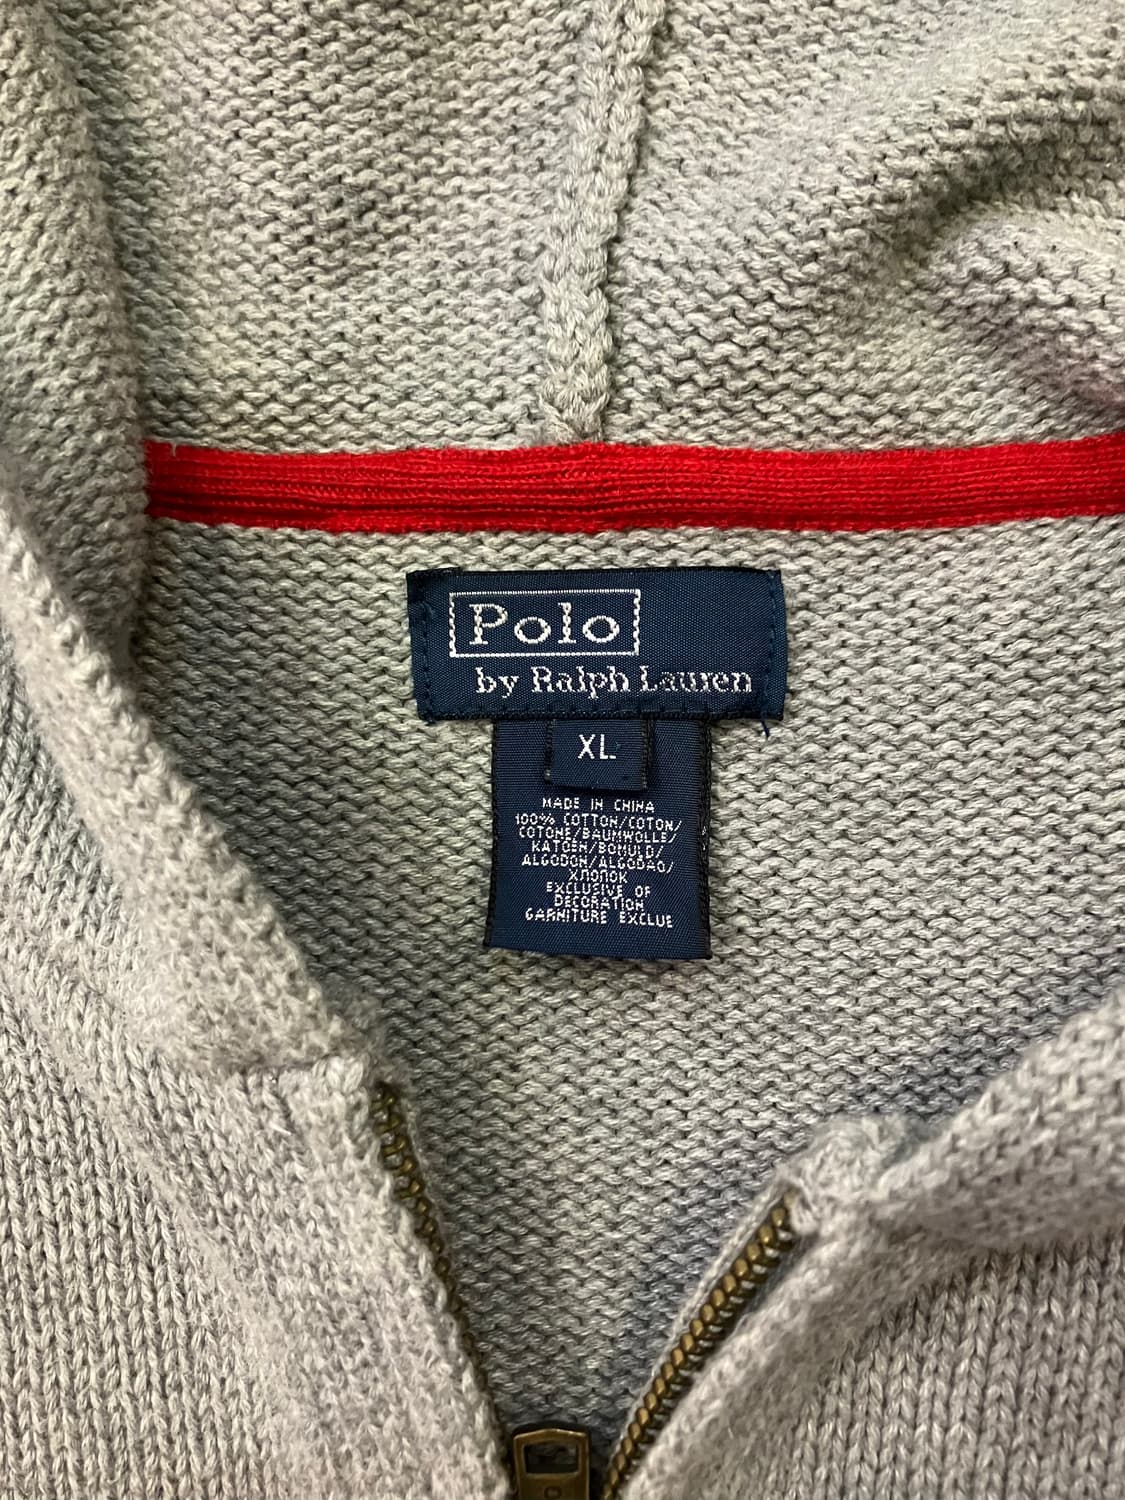 Polo
by Ralph Lauren
XL
MADE IN CHINA
100% COTTON/COTON/
COTONE/BAUMWOLLE/
KATOEN/BOMULD/
ALGODON/ALGODAO/
ХЛОПОК
EXCLUSIVE OF
DECORATION
GARNITURE EXCLUE